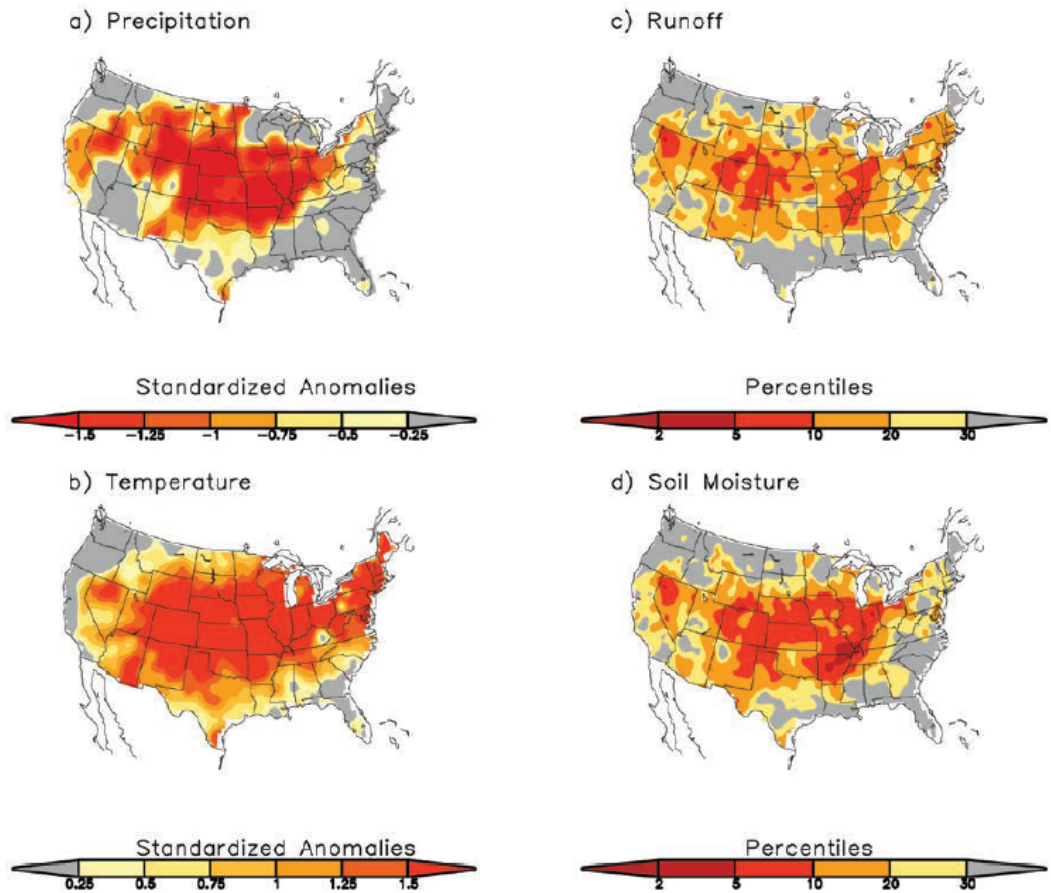 a) Precipitation
c) Runoff
Standardized Anomalies
-1.5 -1.25 -1 -0.75 -0.5 -0.25
Percentiles
2 5 10 20 30
b) Temperature
d) Soil Moisture
Standardized Anomalies
0.25 0.5 0.75 1 1.25 1.5
Percentiles
2 5 10 20 30